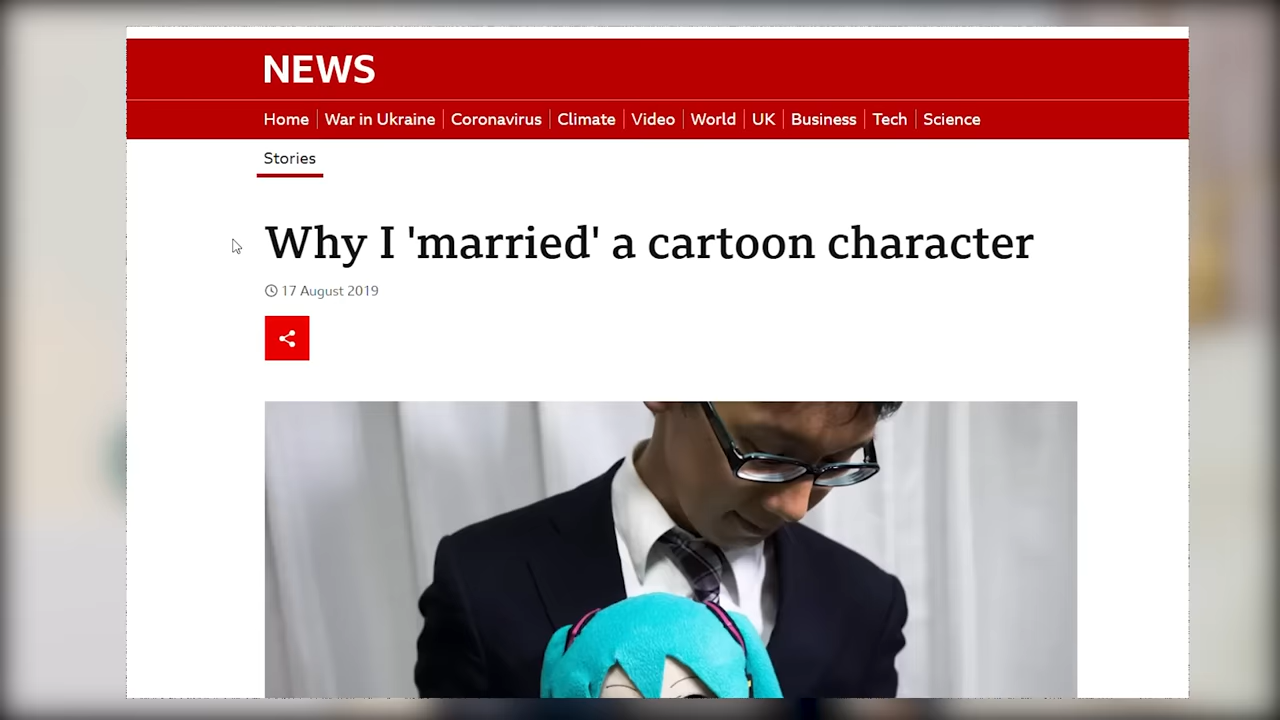 NEWS
Home War in Ukraine Coronavirus Climate Video World UK Business Tech Science
Stories
Why I 'married' a cartoon character
17 August 2019